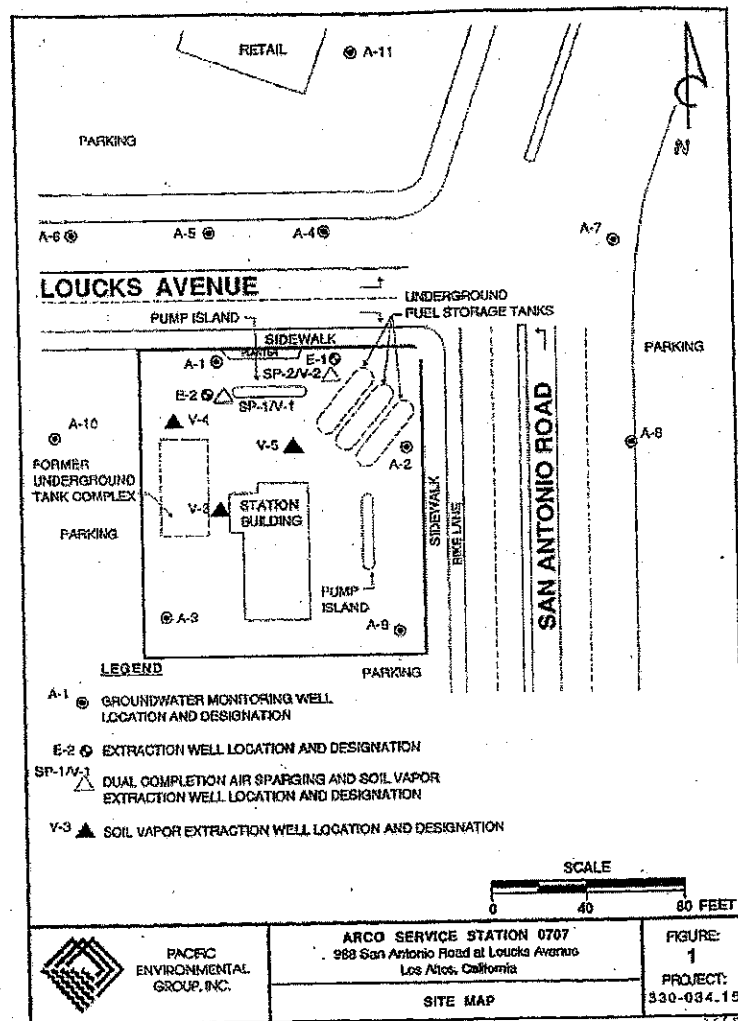 RETAIL
A-11
PARKING
N
A-6
A-5
A-4
A-7
LOUCKS AVENUE
UNDERGROUND
FUEL STORAGE TANKS
PUMP ISLAND
SIDEWALK
PARKING
PLANTER
A-1
E-1
SP-2/V-2
E-2
SP-1/V-1
V-4
A-10
V-5
A-2
A-8
FORMER
UNDERGROUND
TANK COMPLEX
V-3
STATION
BUILDING
SIDEWALK
BIKE LANE
SAN ANTONIO ROAD
PARKING
PUMP
ISLAND
A-3
A-9
PARKING
LEGEND
A-1 GROUNDWATER MONITORING WELL
LOCATION AND DESIGNATION
E-2 EXTRACTION WELL LOCATION AND DESIGNATION
SP-1/V-1 DUAL COMPLETION AIR SPARGING AND SOIL VAPOR
EXTRACTION WELL LOCATION AND DESIGNATION
V-3 SOIL VAPOR EXTRACTION WELL LOCATION AND DESIGNATION
SCALE
0 40 80 FEET
PACIFIC
ENVIRONMENTAL
GROUP, INC.
ARCO SERVICE STATION 0707
988 San Antonio Road at Loucks Avenue
Los Altos, California
SITE MAP
FIGURE:
1
PROJECT:
330-034.15